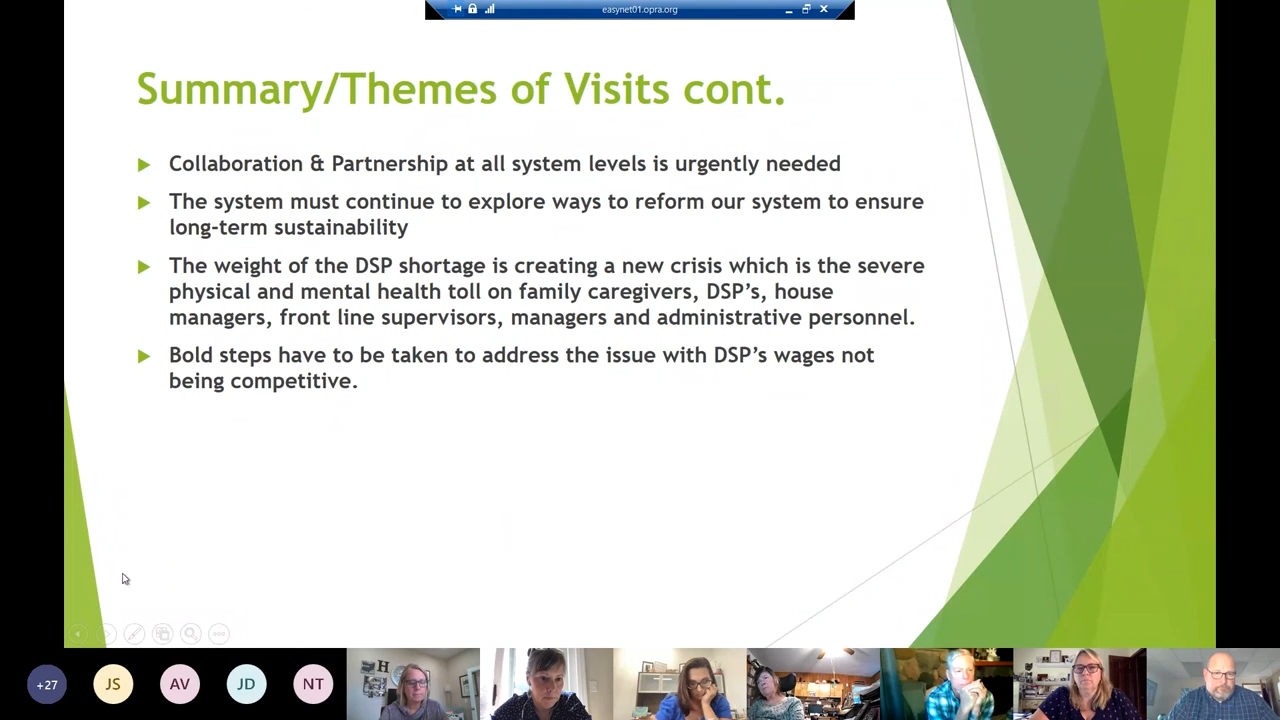 easynet01.opra.org
Summary/Themes of Visits cont.
Collaboration & Partnership at all system levels is urgently needed
The system must continue to explore ways to reform our system to ensure
long-term sustainability
The weight of the DSP shortage is creating a new crisis which is the severe
physical and mental health toll on family caregivers, DSP’s, house
managers, front line supervisors, managers and administrative personnel.
Bold steps have to be taken to address the issue with DSP’s wages not
being competitive.
+27
JS
AV
JD
NT
H